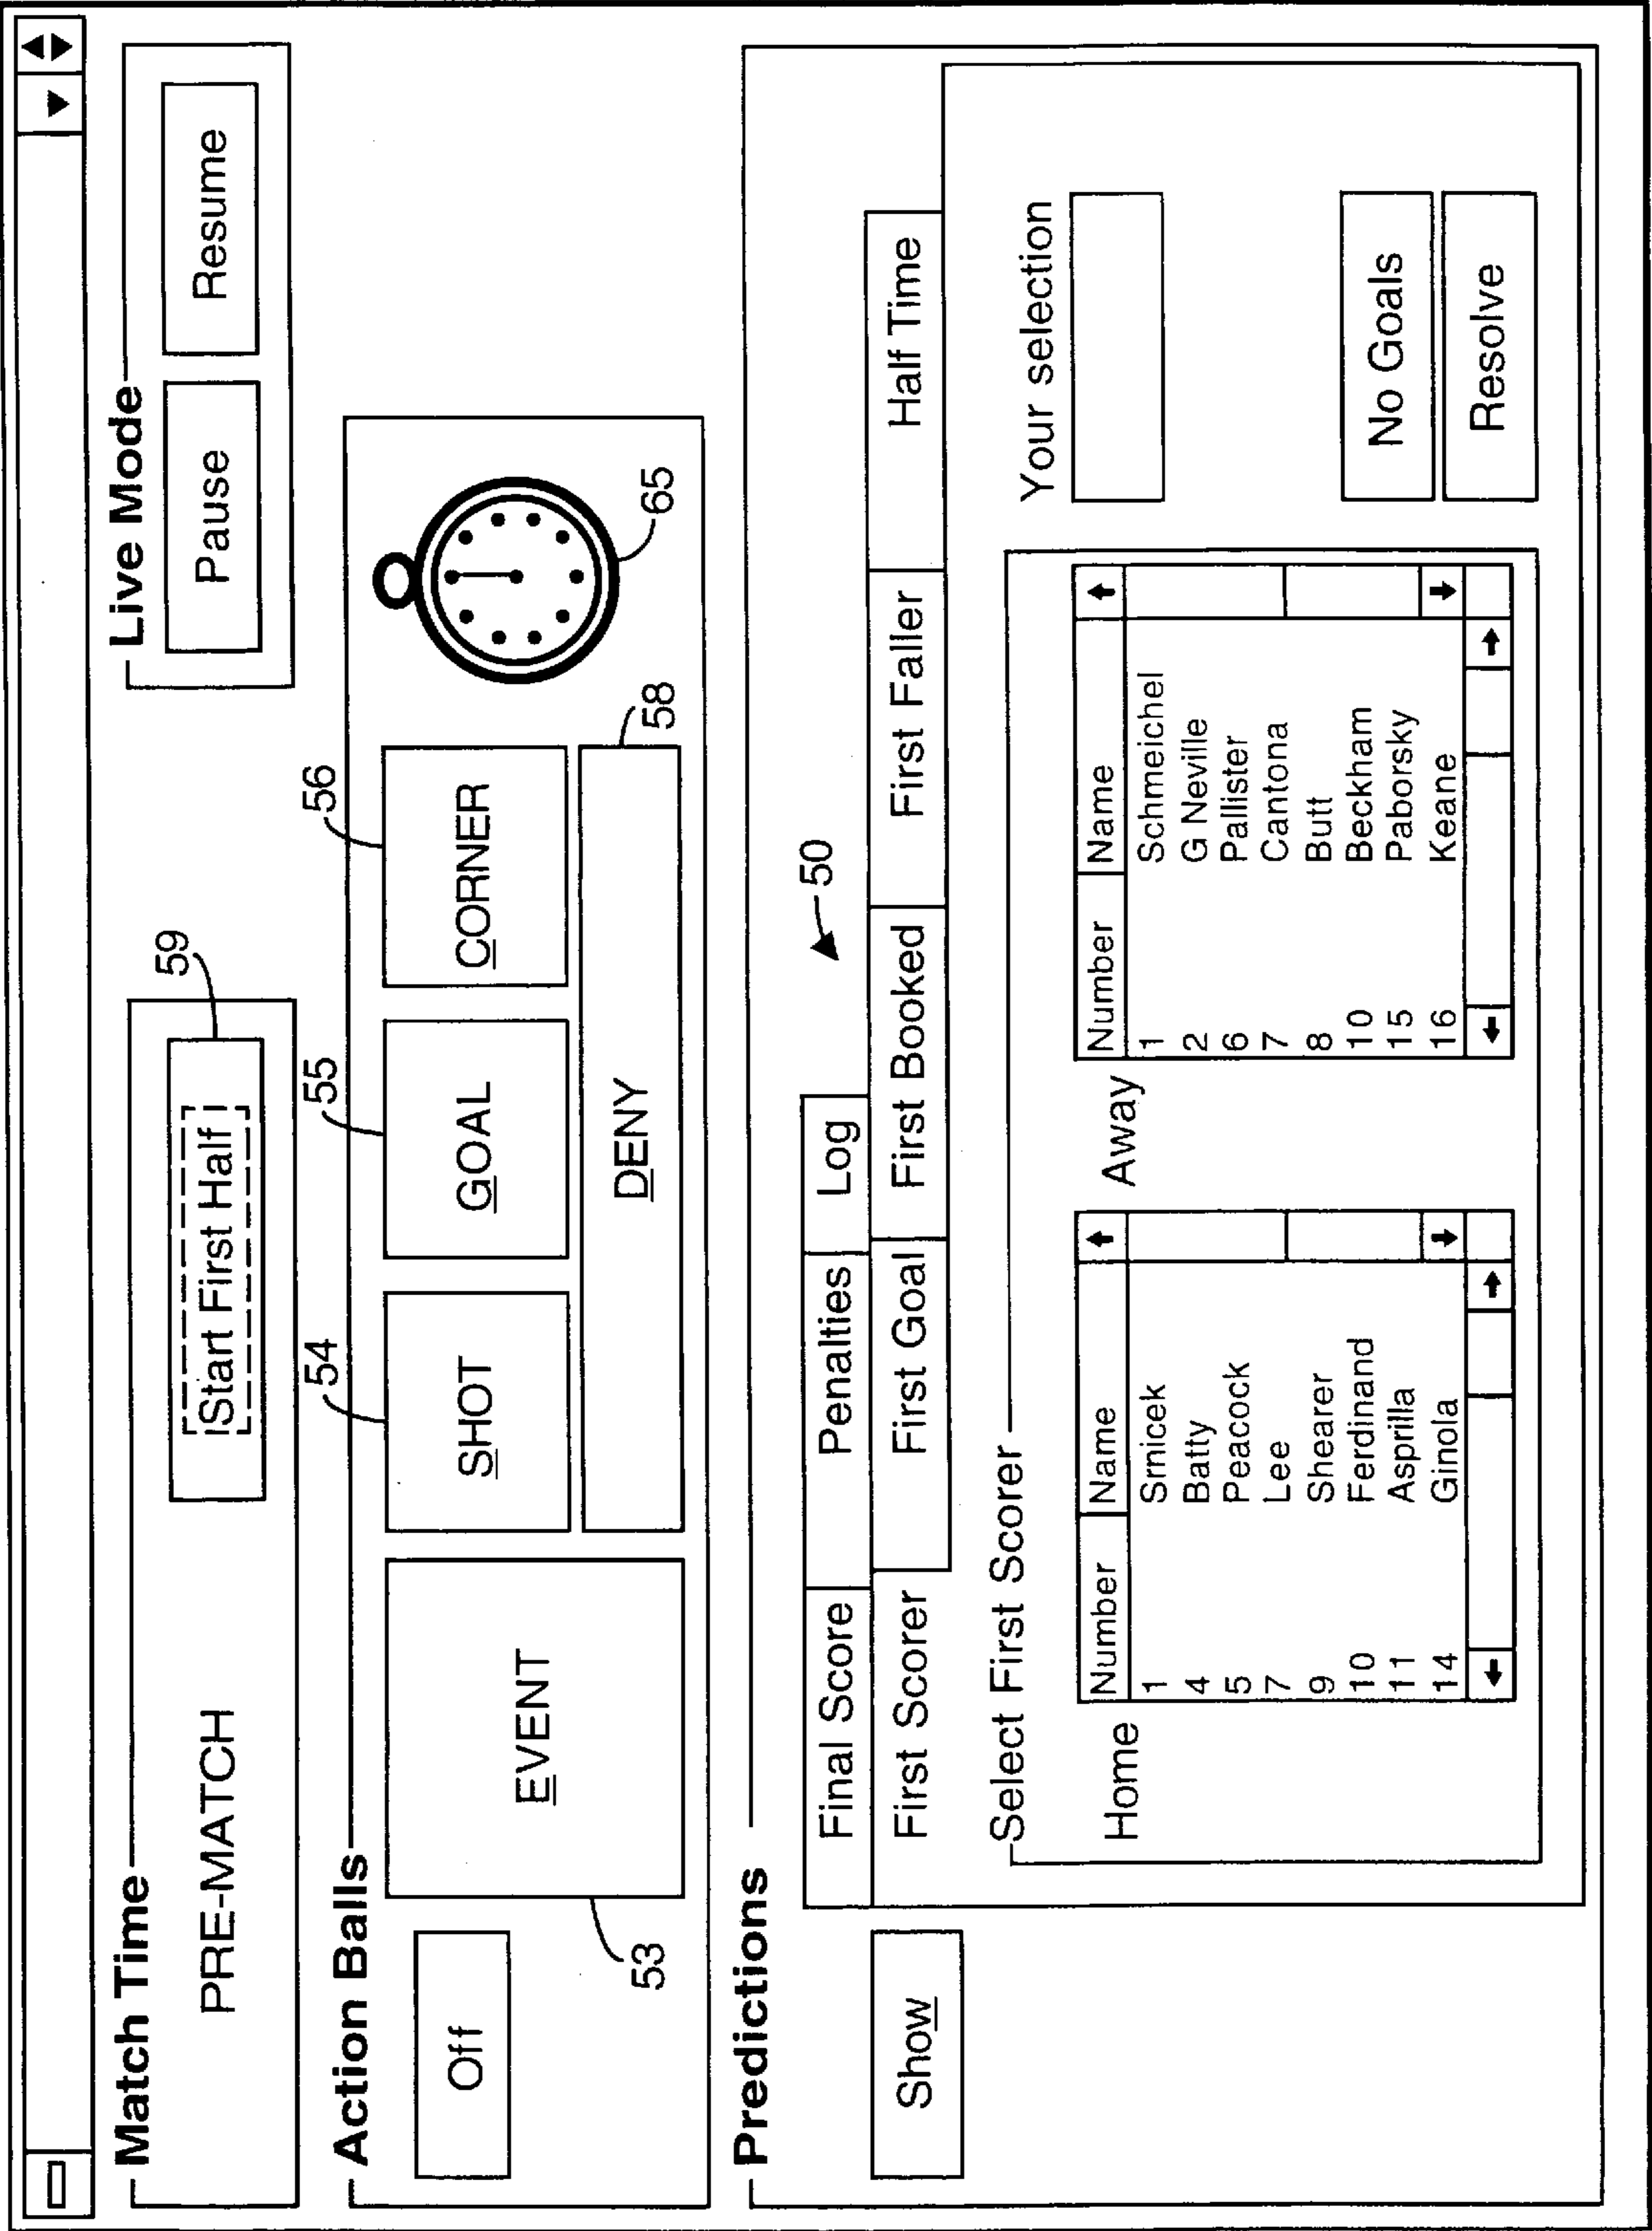 Match Time
PRE-MATCH
Start First Half
59
Live Mode
Pause
Resume
Action Balls
Off
EVENT
53
SHOT
54
GOAL
55
CORNER
56
DENY
58
65
Predictions
50
Show
Final Score Penalties Log
First Scorer First Goal First Booked First Faller Half Time
Select First Scorer
Home
Number Name
1 Srnicek
4 Batty
5 Peacock
7 Lee
9 Shearer
10 Ferdinand
11 Asprilla
14 Ginola
Away
Number Name
1 Schmeichel
2 G Neville
6 Pallister
7 Cantona
8 Butt
10 Beckham
15 Paborsky
16 Keane
Your selection
No Goals
Resolve